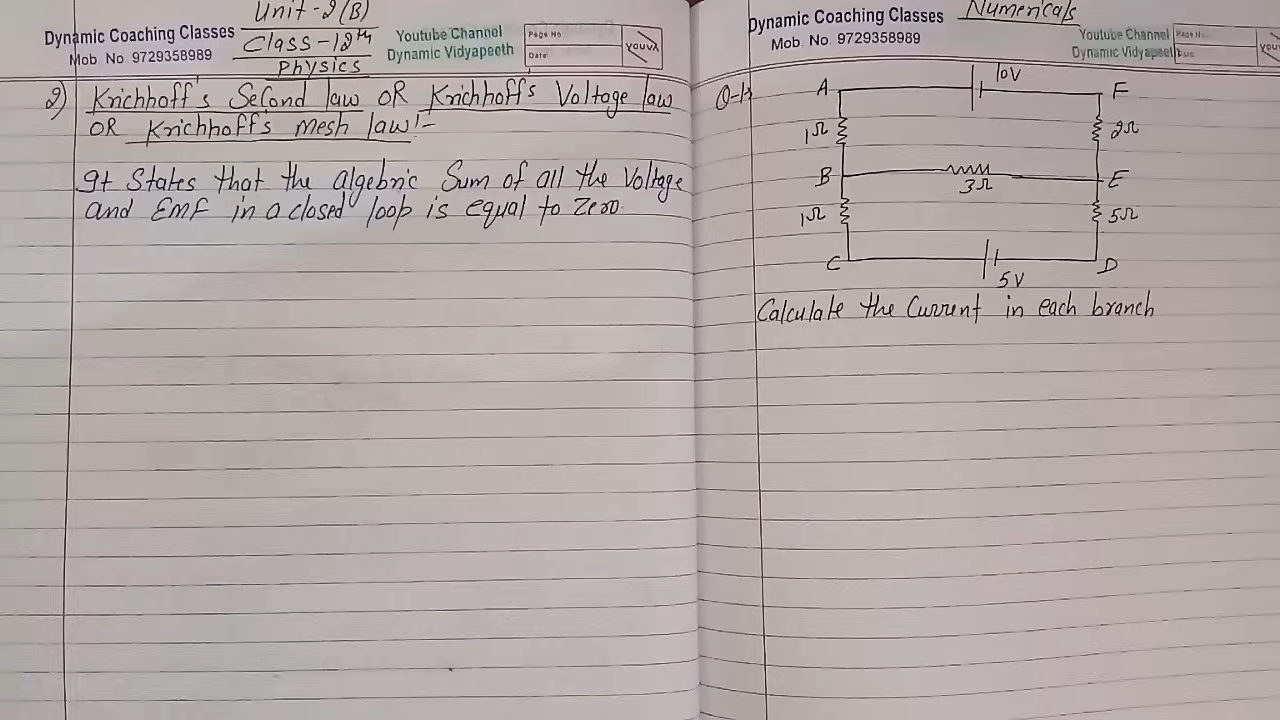 Unit-2(B)
Dynamic Coaching Classes
Mob. No. 9729358989
Class-12th
Physics
Youtube Channel
Dynamic Vidyapeeth
Page No
Date
YOUVA
2) Krichhoff's Second law OR Krichhoff's Voltage law
OR Krichhoff's mesh law:-
It States that the algebric Sum of all the Voltage
and EMF in a closed loop is equal to Zero.
Dynamic Coaching Classes
Mob. No. 9729358989
Numericals
Youtube Channel
Dynamic Vidyapeeth
Q-1)
A
10V
F
1Ω
2Ω
B
3Ω
E
1Ω
5Ω
C
5V
D
Calculate the Current in each branch